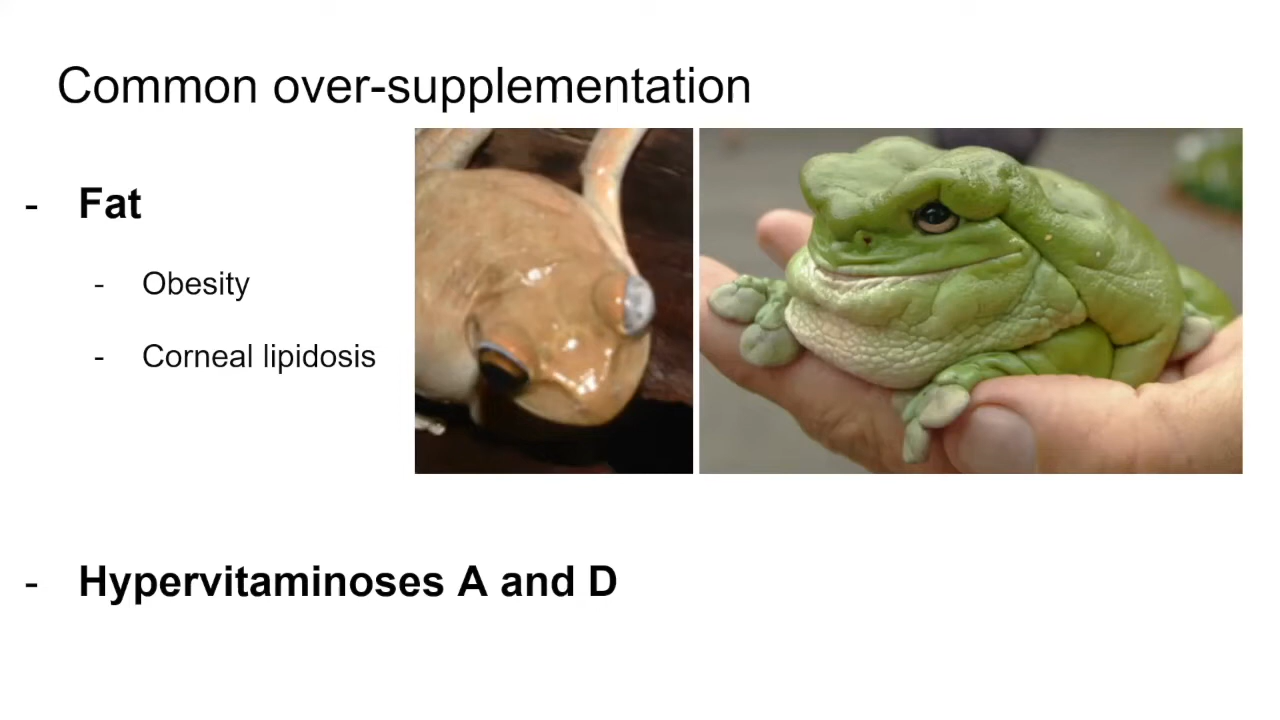 Common over-supplementation
- Fat
- Obesity
- Corneal lipidosis
- Hypervitaminoses A and D